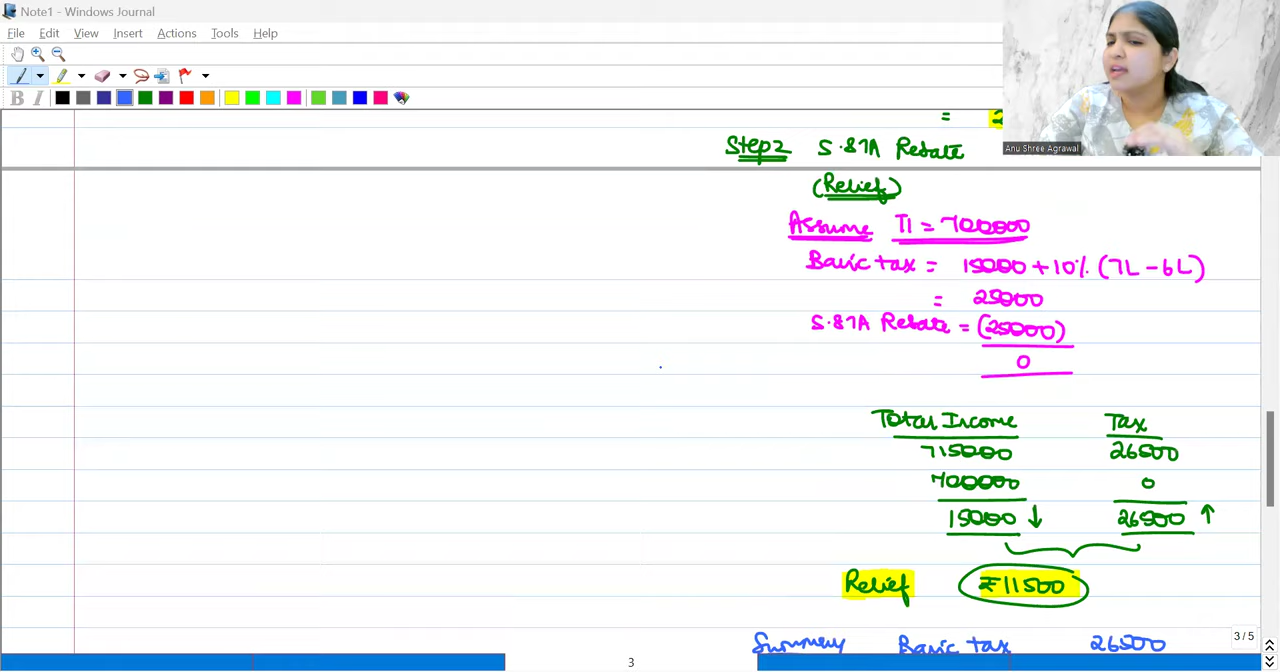 Note1 - Windows Journal
File Edit View Insert Actions Tools Help
B I
=
Step2 S.87A Rebate
(Relief)
Anu Shree Agrawal
Assume TI = 700000
Basic tax = 15000 + 10% (7L - 6L)
= 25000
S.87A Rebate = (25000)
0
Total Income Tax
715000 26500
700000 0
15000 ↓ 26500 ↑
Relief ₹11500
Summary Basic tax 26500
3/5
3